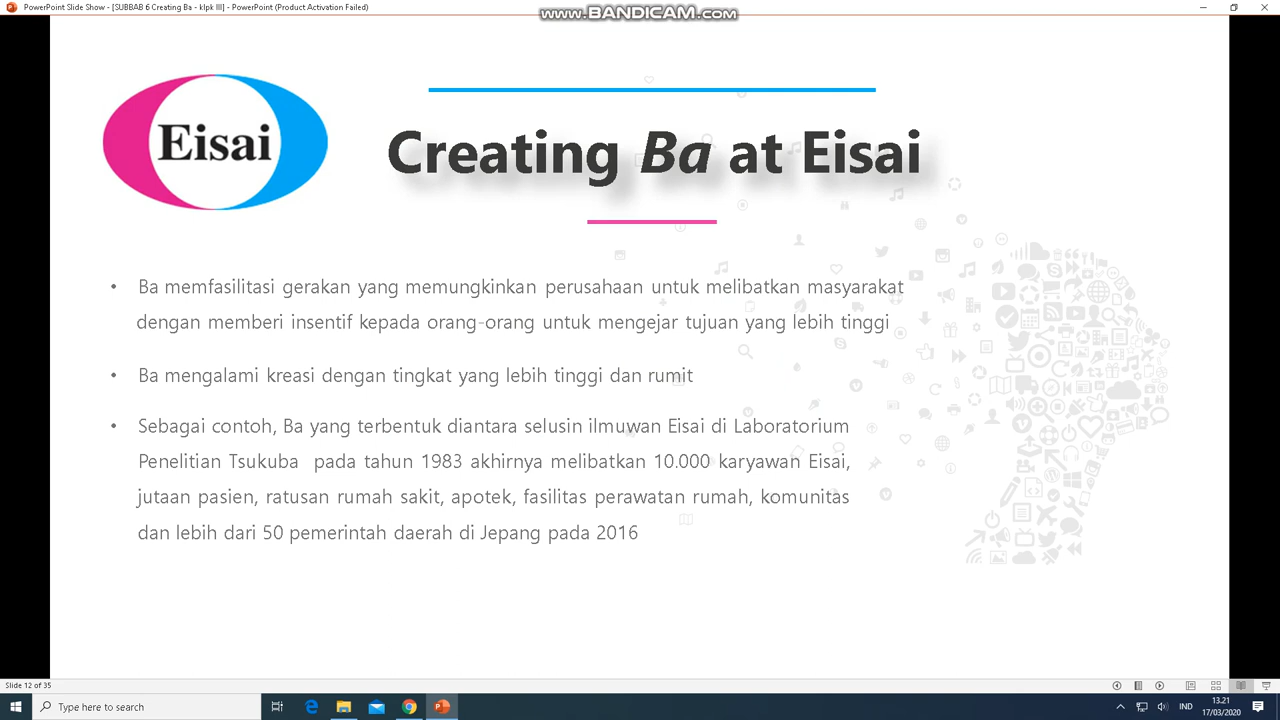 PowerPoint Slide Show - [SUBBAB 6 Creating Ba - klpk III] - PowerPoint (Product Activation Failed)
www.BANDICAM.com
Eisai
Creating Ba at Eisai
• Ba memfasilitasi gerakan yang memungkinkan perusahaan untuk melibatkan masyarakat
dengan memberi insentif kepada orang-orang untuk mengejar tujuan yang lebih tinggi
• Ba mengalami kreasi dengan tingkat yang lebih tinggi dan rumit
• Sebagai contoh, Ba yang terbentuk diantara selusin ilmuwan Eisai di Laboratorium
Penelitian Tsukuba pada tahun 1983 akhirnya melibatkan 10.000 karyawan Eisai,
jutaan pasien, ratusan rumah sakit, apotek, fasilitas perawatan rumah, komunitas
dan lebih dari 50 pemerintah daerah di Jepang pada 2016
Slide 12 of 35
Type here to search
IND
13.21
17/03/2020